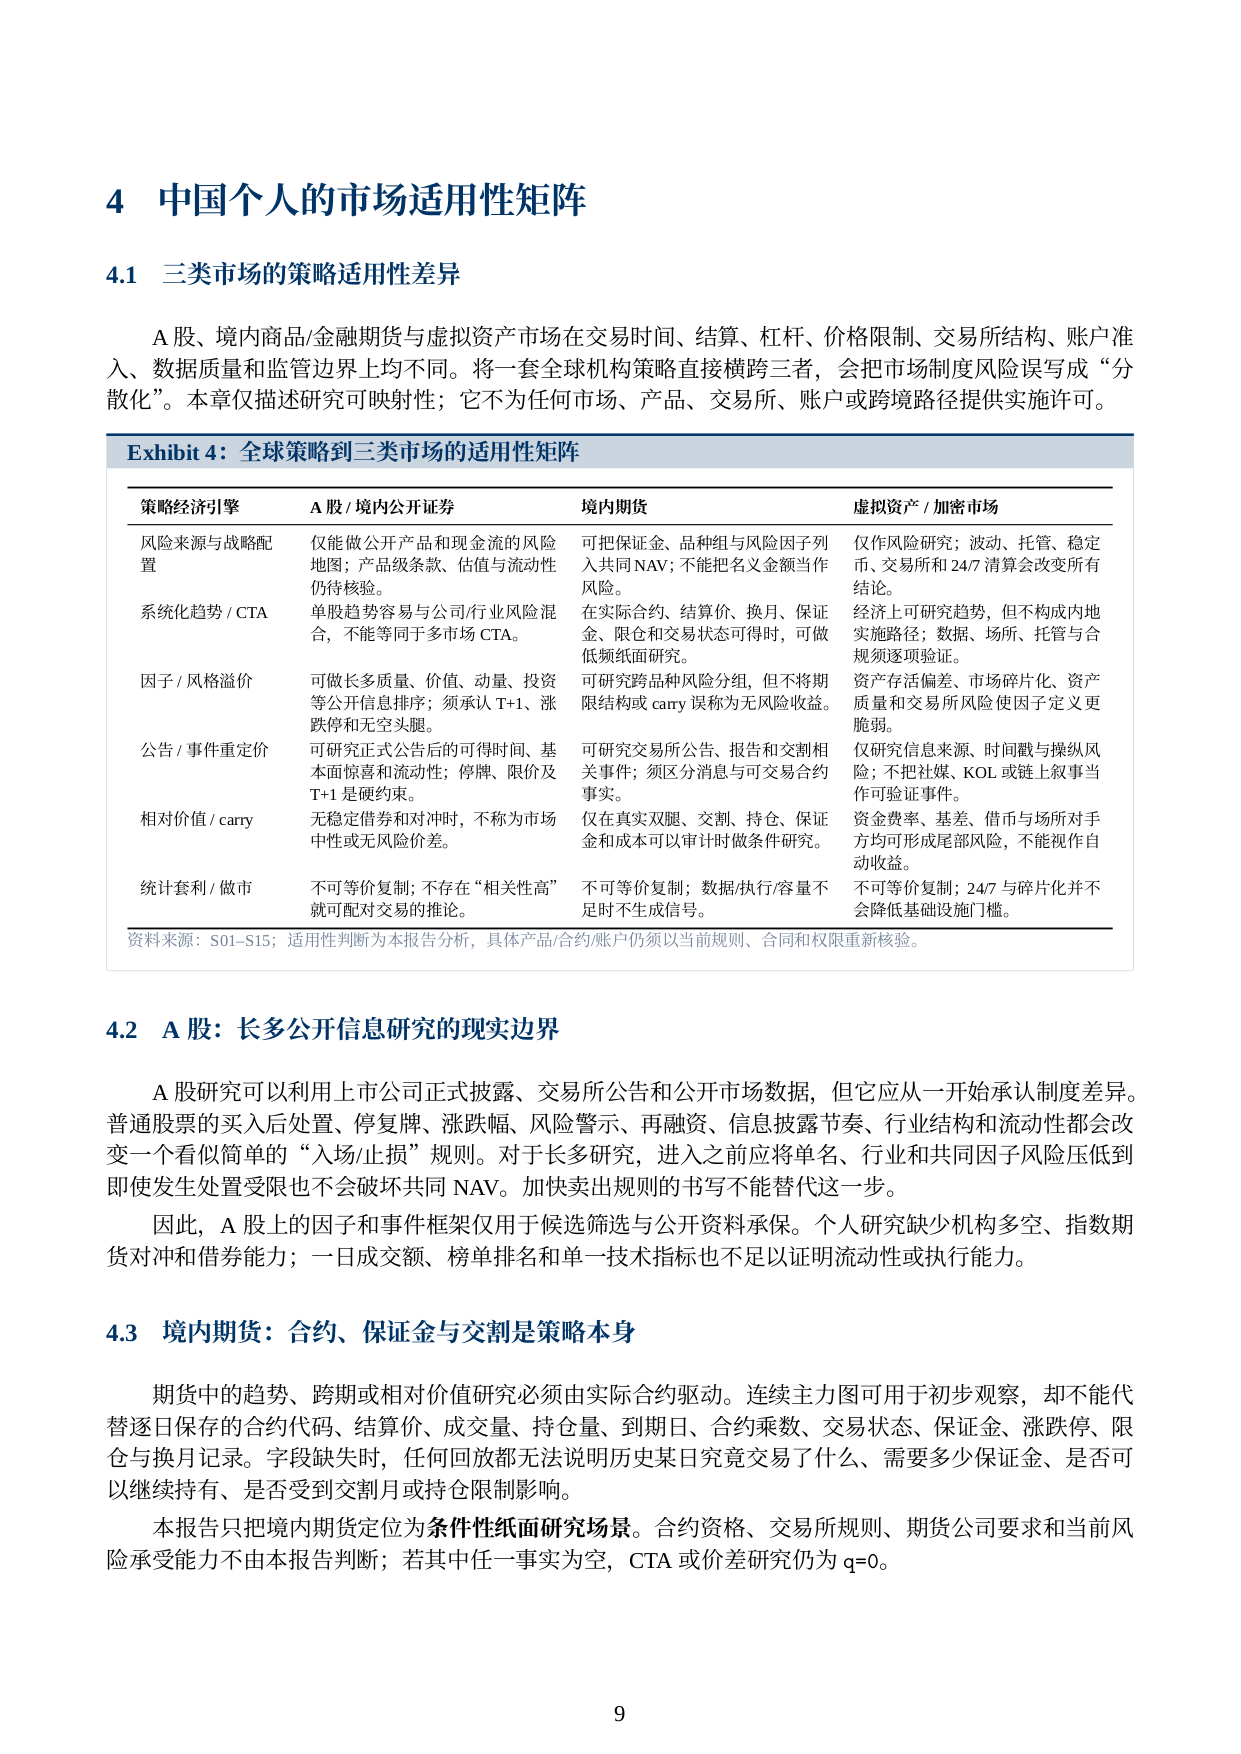 4 中国个人的市场适用性矩阵
4.1 三类市场的策略适用性差异
A 股、境内商品/金融期货与虚拟资产市场在交易时间、结算、杠杆、价格限制、交易所结构、账户准
入、数据质量和监管边界上均不同。将一套全球机构策略直接横跨三者，会把市场制度风险误写成“分
散化”。本章仅描述研究可映射性；它不为任何市场、产品、交易所、账户或跨境路径提供实施许可。
Exhibit 4：全球策略到三类市场的适用性矩阵
策略经济引擎 A 股 / 境内公开证券 境内期货 虚拟资产 / 加密市场
风险来源与战略配 仅能做公开产品和现金流的风险 可把保证金、品种组与风险因子列 仅作风险研究；波动、托管、稳定
置 地图；产品级条款、估值与流动性 入共同 NAV；不能把名义金额当作 币、交易所和 24/7 清算会改变所有
仍待核验。 风险。 结论。
系统化趋势 / CTA 单股趋势容易与公司/行业风险混 在实际合约、结算价、换月、保证 经济上可研究趋势，但不构成内地
合，不能等同于多市场 CTA。 金、限仓和交易状态可得时，可做 实施路径；数据、场所、托管与合
低频纸面研究。 规须逐项验证。
因子 / 风格溢价 可做长多质量、价值、动量、投资 可研究跨品种风险分组，但不将期 资产存活偏差、市场碎片化、资产
等公开信息排序；须承认 T+1、涨 限结构或 carry 误称为无风险收益。 质量和交易所风险使因子定义更
跌停和无空头腿。 脆弱。
公告 / 事件重定价 可研究正式公告后的可得时间、基 可研究交易所公告、报告和交割相 仅研究信息来源、时间戳与操纵风
本面惊喜和流动性；停牌、限价及 关事件；须区分消息与可交易合约 险；不把社媒、KOL 或链上叙事当
T+1 是硬约束。 事实。 作可验证事件。
相对价值 / carry 无稳定借券和对冲时，不称为市场 仅在真实双腿、交割、持仓、保证 资金费率、基差、借币与场所对手
中性或无风险价差。 金和成本可以审计时做条件研究。 方均可形成尾部风险，不能视作自
动收益。
统计套利 / 做市 不可等价复制；不存在“相关性高” 不可等价复制；数据/执行/容量不 不可等价复制；24/7 与碎片化并不
就可配对交易的推论。 足时不生成信号。 会降低基础设施门槛。
资料来源：S01–S15；适用性判断为本报告分析，具体产品/合约/账户仍须以当前规则、合同和权限重新核验。
4.2 A 股：长多公开信息研究的现实边界
A 股研究可以利用上市公司正式披露、交易所公告和公开市场数据，但它应从一开始承认制度差异。
普通股票的买入后处置、停复牌、涨跌幅、风险警示、再融资、信息披露节奏、行业结构和流动性都会改
变一个看似简单的“入场/止损”规则。对于长多研究，进入之前应将单名、行业和共同因子风险压低到
即使发生处置受限也不会破坏共同 NAV。加快卖出规则的书写不能替代这一步。
因此，A 股上的因子和事件框架仅用于候选筛选与公开资料承保。个人研究缺少机构多空、指数期
货对冲和借券能力；一日成交额、榜单排名和单一技术指标也不足以证明流动性或执行能力。
4.3 境内期货：合约、保证金与交割是策略本身
期货中的趋势、跨期或相对价值研究必须由实际合约驱动。连续主力图可用于初步观察，却不能代
替逐日保存的合约代码、结算价、成交量、持仓量、到期日、合约乘数、交易状态、保证金、涨跌停、限
仓与换月记录。字段缺失时，任何回放都无法说明历史某日究竟交易了什么、需要多少保证金、是否可
以继续持有、是否受到交割月或持仓限制影响。
本报告只把境内期货定位为条件性纸面研究场景。合约资格、交易所规则、期货公司要求和当前风
险承受能力不由本报告判断；若其中任一事实为空，CTA 或价差研究仍为 q=0。
9